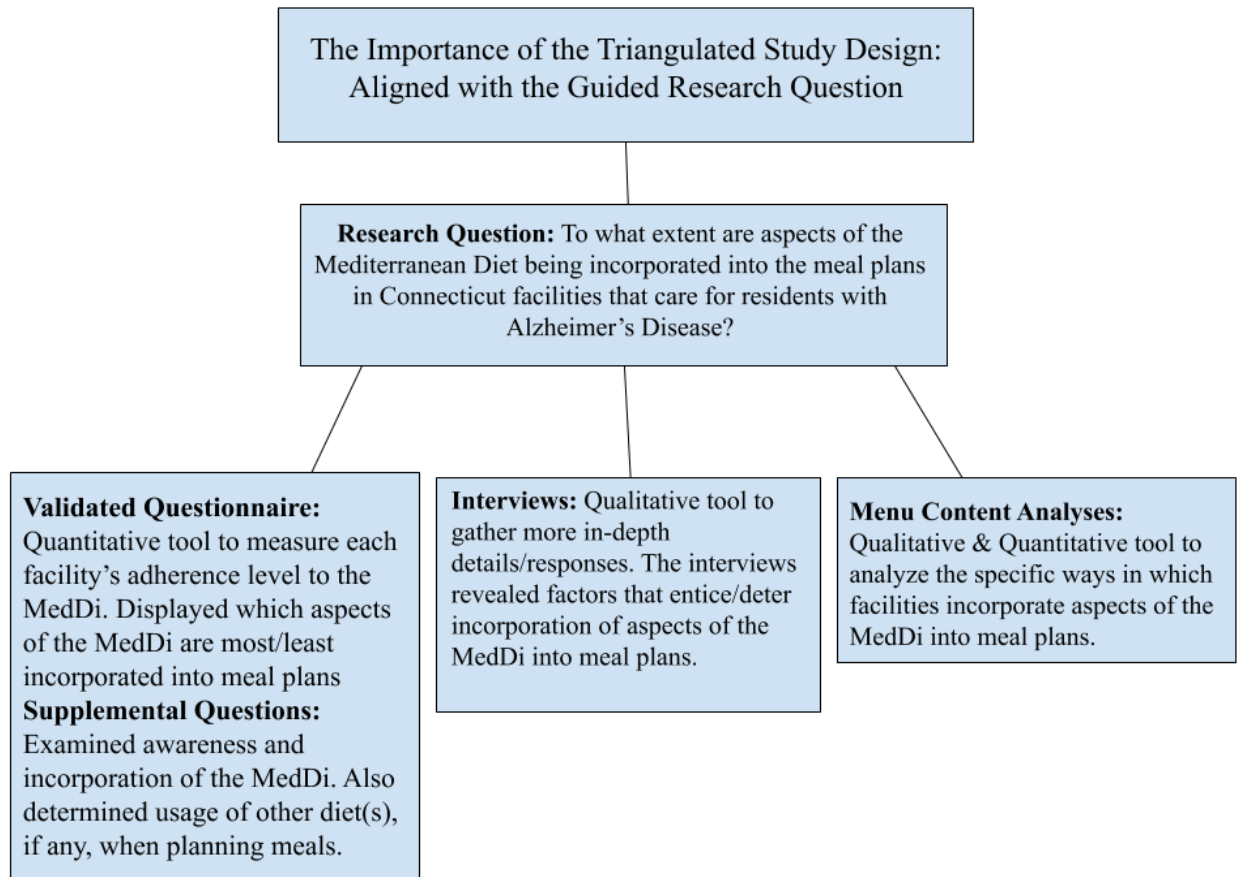 The Importance of the Triangulated Study Design:
Aligned with the Guided Research Question
Research Question: To what extent are aspects of the
Mediterranean Diet being incorporated into the meal plans
in Connecticut facilities that care for residents with
Alzheimer’s Disease?
Validated Questionnaire:
Quantitative tool to measure each
facility’s adherence level to the
MedDi. Displayed which aspects
of the MedDi are most/least
incorporated into meal plans
Supplemental Questions:
Examined awareness and
incorporation of the MedDi. Also
determined usage of other diet(s),
if any, when planning meals.
Interviews: Qualitative tool to
gather more in-depth
details/responses. The interviews
revealed factors that entice/deter
incorporation of aspects of the
MedDi into meal plans.
Menu Content Analyses:
Qualitative & Quantitative tool to
analyze the specific ways in which
facilities incorporate aspects of the
MedDi into meal plans.